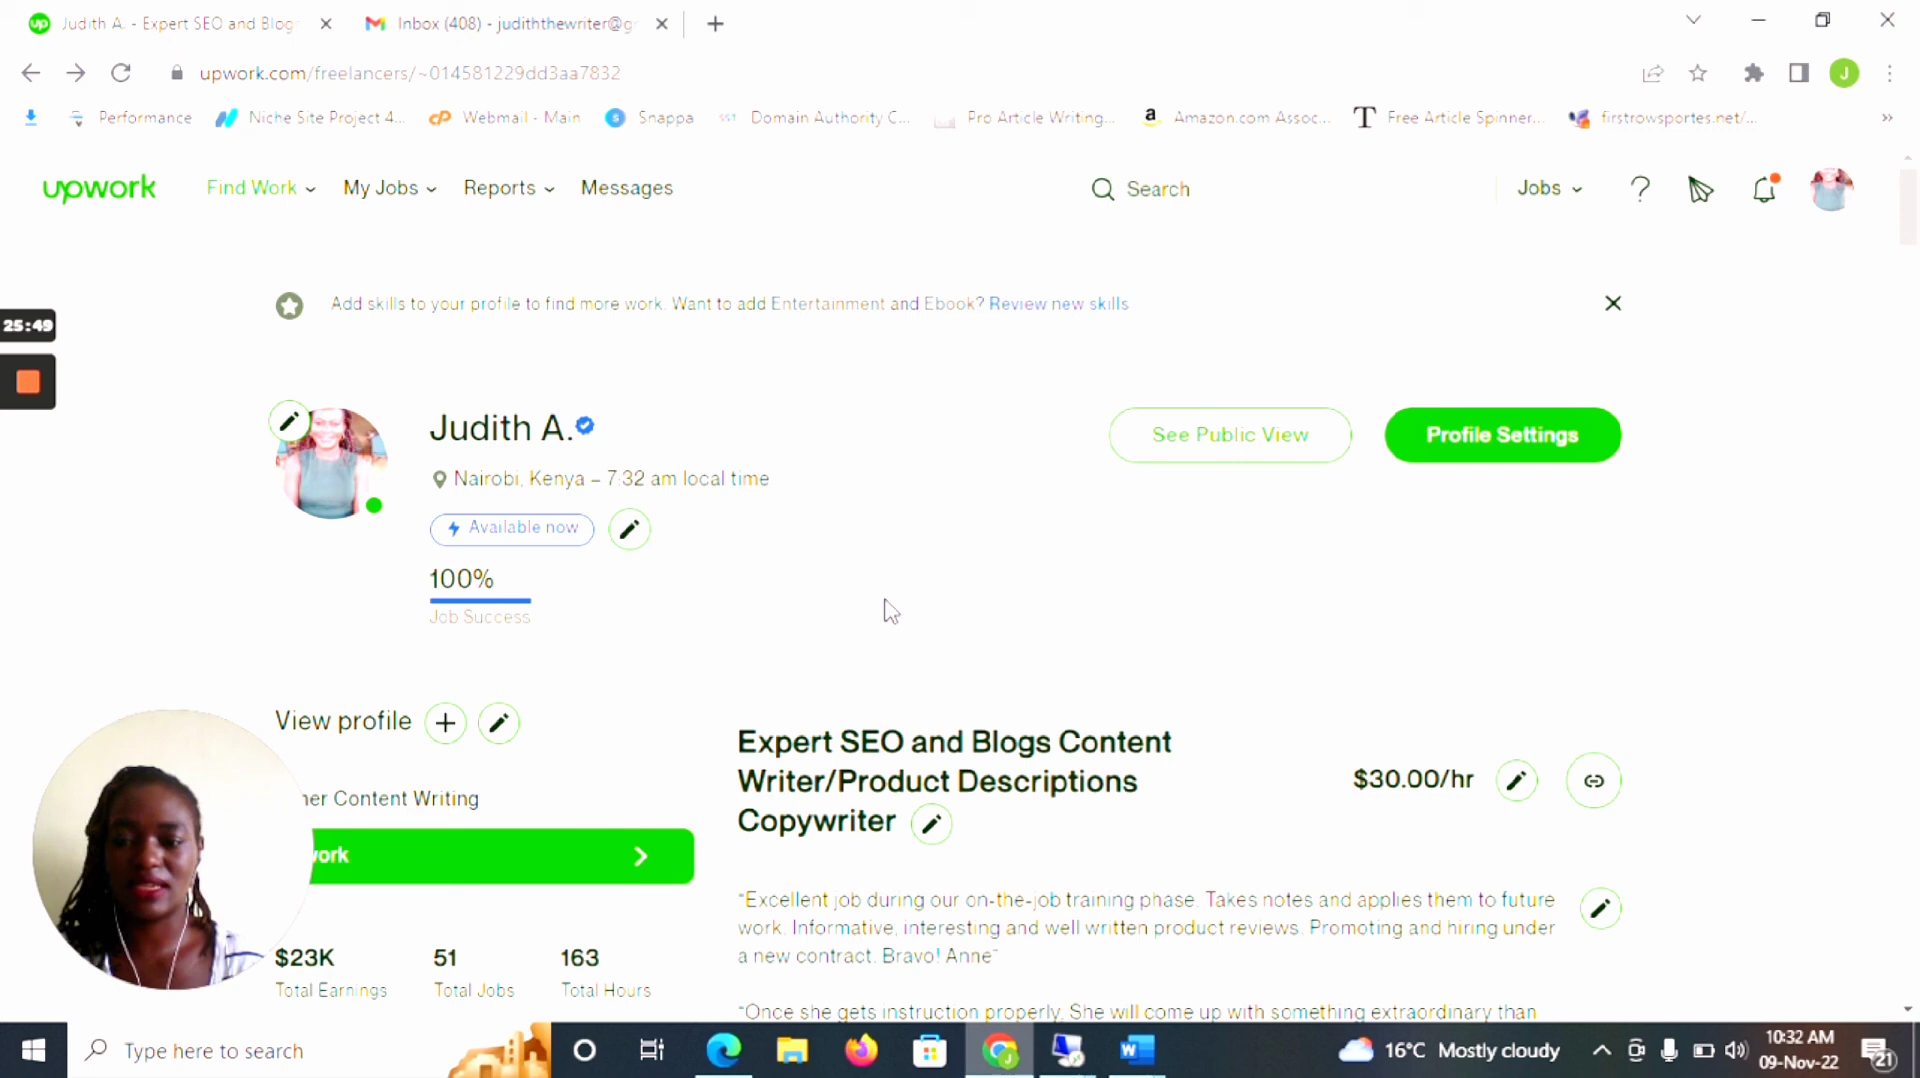 Judith A. - Expert SEO and Blog
Inbox (408) - judiththewriter@g
upwork.com/freelancers/~014581229dd3aa7832
J
Performance
Niche Site Project 4...
Webmail - Main
Snappa
Domain Authority C...
Pro Article Writing...
Amazon.com Assoc...
Free Article Spinner...
firstrowsportes.net/...
upwork
Find Work
My Jobs
Reports
Messages
Search
Jobs
Add skills to your profile to find more work. Want to add Entertainment and Ebook? Review new skills
25:49
Judith A.
See Public View
Profile Settings
Nairobi, Kenya – 7:32 am local time
Available now
100%
Job Success
View profile
Expert SEO and Blogs Content
Writer/Product Descriptions
Copywriter
$30.00/hr
her Content Writing
work
"Excellent job during our on-the-job training phase. Takes notes and applies them to future
work. Informative, interesting and well written product reviews. Promoting and hiring under
a new contract. Bravo! Anne"
$23K
51
163
Total Earnings
Total Jobs
Total Hours
"Once she gets instruction properly, She will come up with something extraordinary than
Type here to search
16°C Mostly cloudy
10:32 AM
09-Nov-22
21